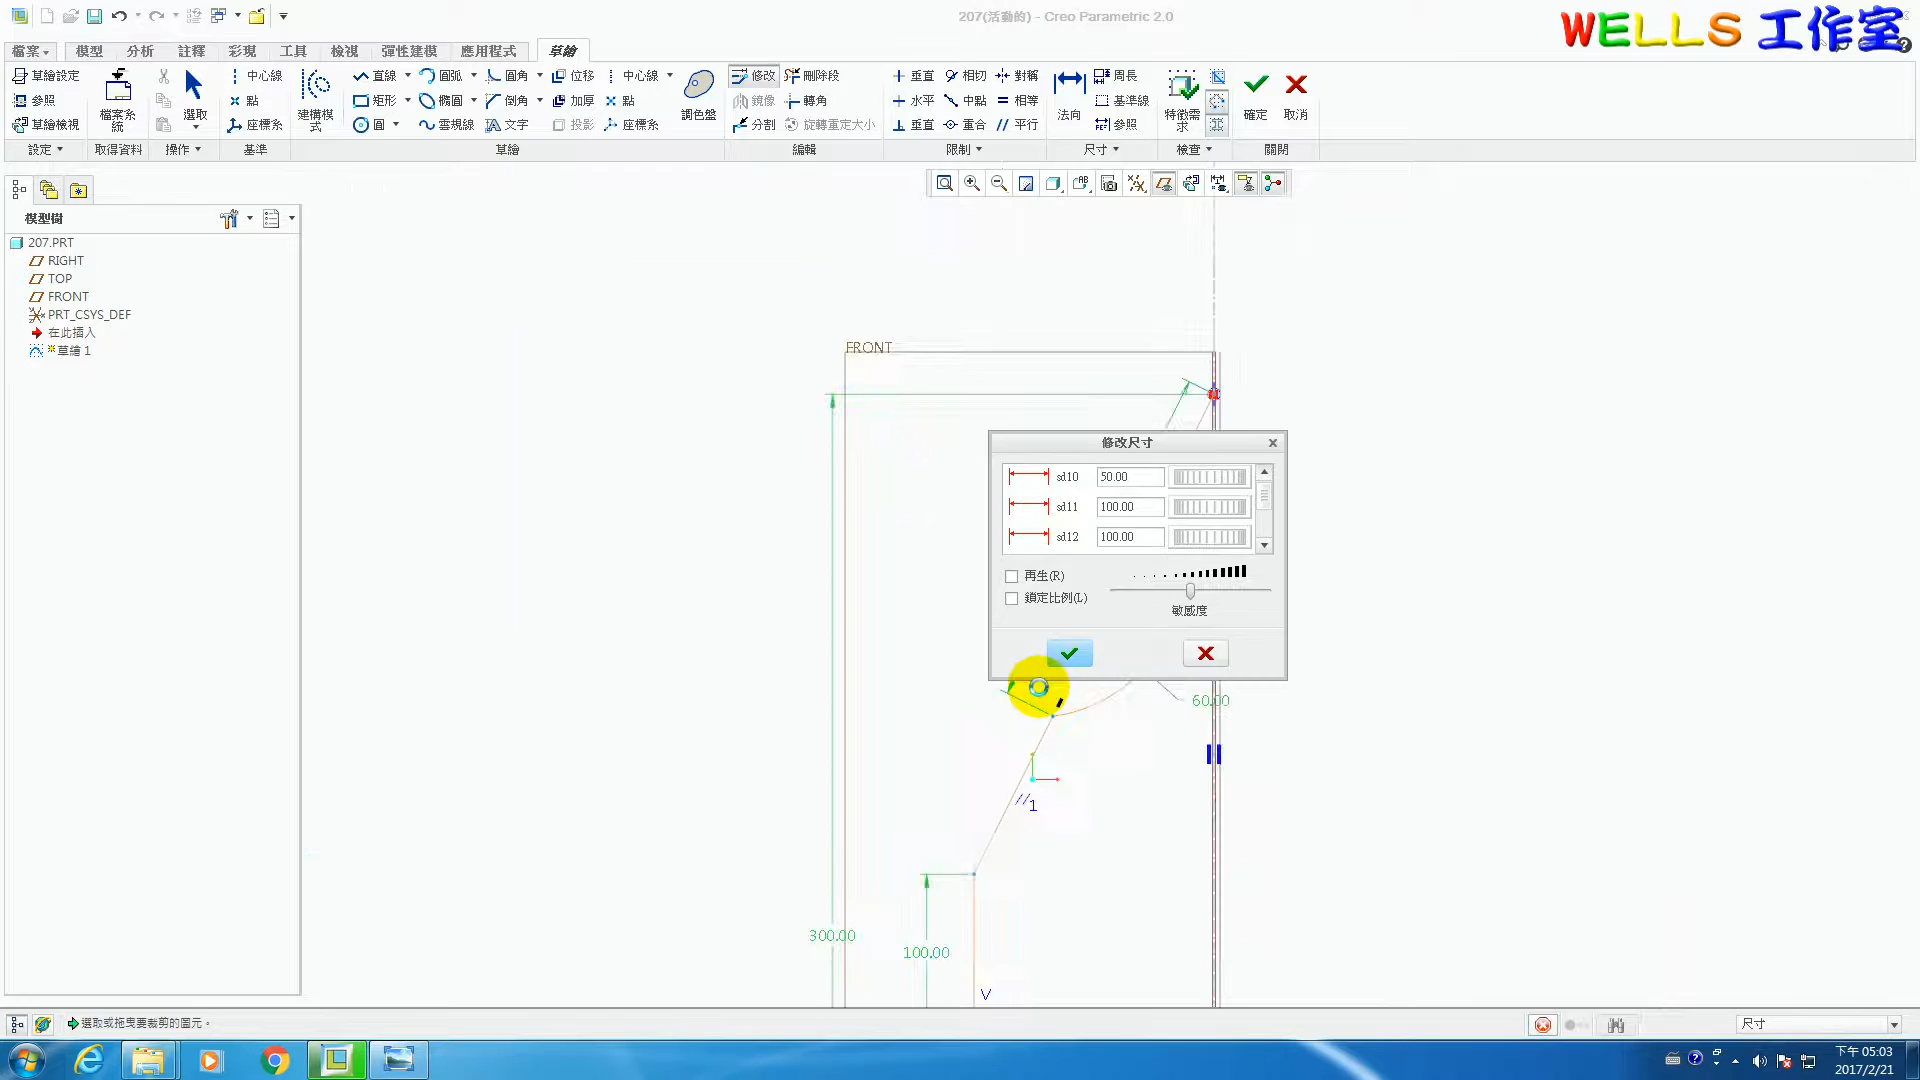 207(活動的) - Creo Parametric 2.0
WELLS 工作室
檔案 模型 分析 註釋 彩現 工具 檢視 彈性建模 應用程式 草繪
草繪設定 中心線 直線 圓弧 圓角 位移 中心線 修改 刪除段 垂直 相切 對稱 周長
參照 點 矩形 橢圓 倒角 加厚 點 鏡像 轉角 水平 中點 相等 基準線
草繪檢視 檔案系統 選取 座標系 建構模式 圓 雲規線 文字 投影 座標系 調色盤 分割 旋轉重定大小 垂直 重合 平行 法向 參照 特徵需求 確定 取消
設定 取得資料 操作 基準 草繪 編輯 限制 尺寸 檢查 關閉
模型樹
207.PRT
RIGHT
TOP
FRONT
PRT_CSYS_DEF
在此插入
草繪 1
FRONT
修改尺寸
sd10 50.00
sd11 100.00
sd12 100.00
再生(R)
鎖定比例(L)
敏感度
60.00
//1
300.00
100.00
V
選取或拖曳要裁剪的圖元。
尺寸
下午 05:03
2017/2/21